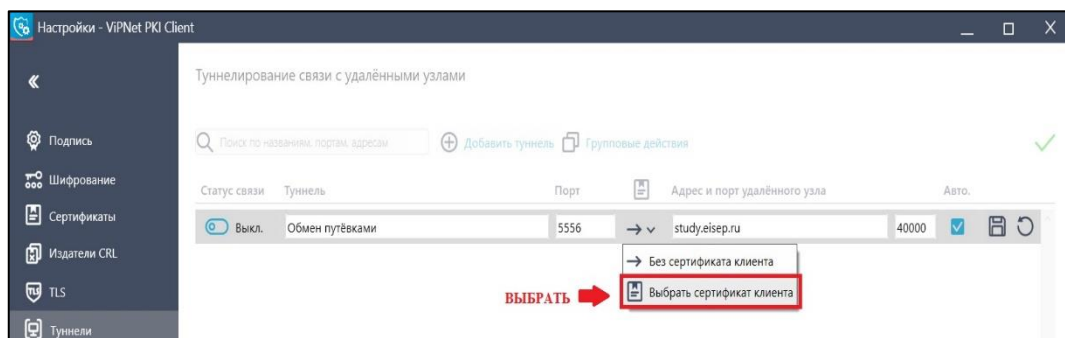 Настройки - ViPNet PKI Client
Туннелирование связи с удалёнными узлами
Подпись
Поиск по названиям, портам, адресам
Добавить туннель
Групповые действия
Шифрование
Статус связи Туннель Порт Адрес и порт удалённого узла Авто.
Сертификаты
Выкл. Обмен путёвками 5556 study.eisep.ru 40000
Издатели CRL
Без сертификата клиента
TLS
TLS
ВЫБРАТЬ Выбрать сертификат клиента
Туннели